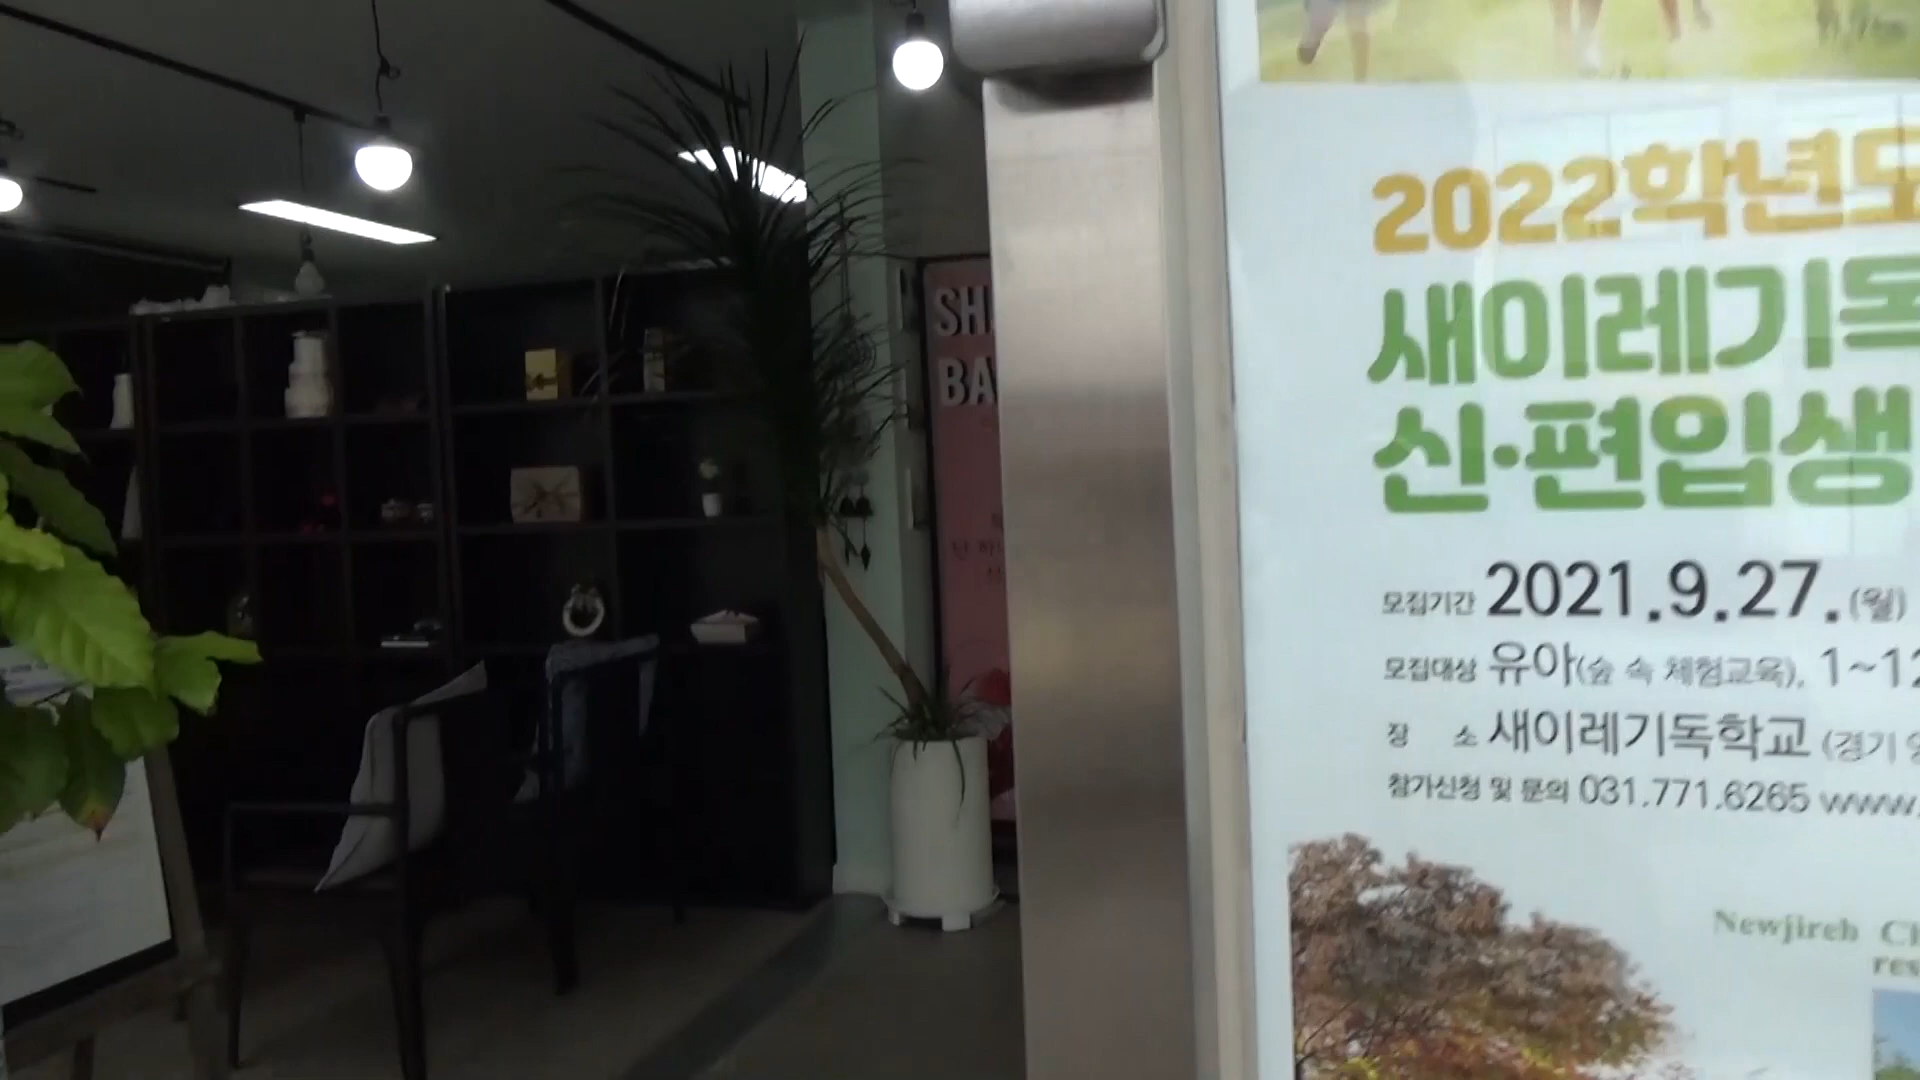 SH
BA
단 하
2022학년도
새이레기독
신·편입생
모집기간 2021.9.27.(월)
모집대상 유아(숲 속 체험교육), 1~12
장 소 새이레기독학교 (경기
참가신청 및 문의 031.771.6265 www.
Newjireh